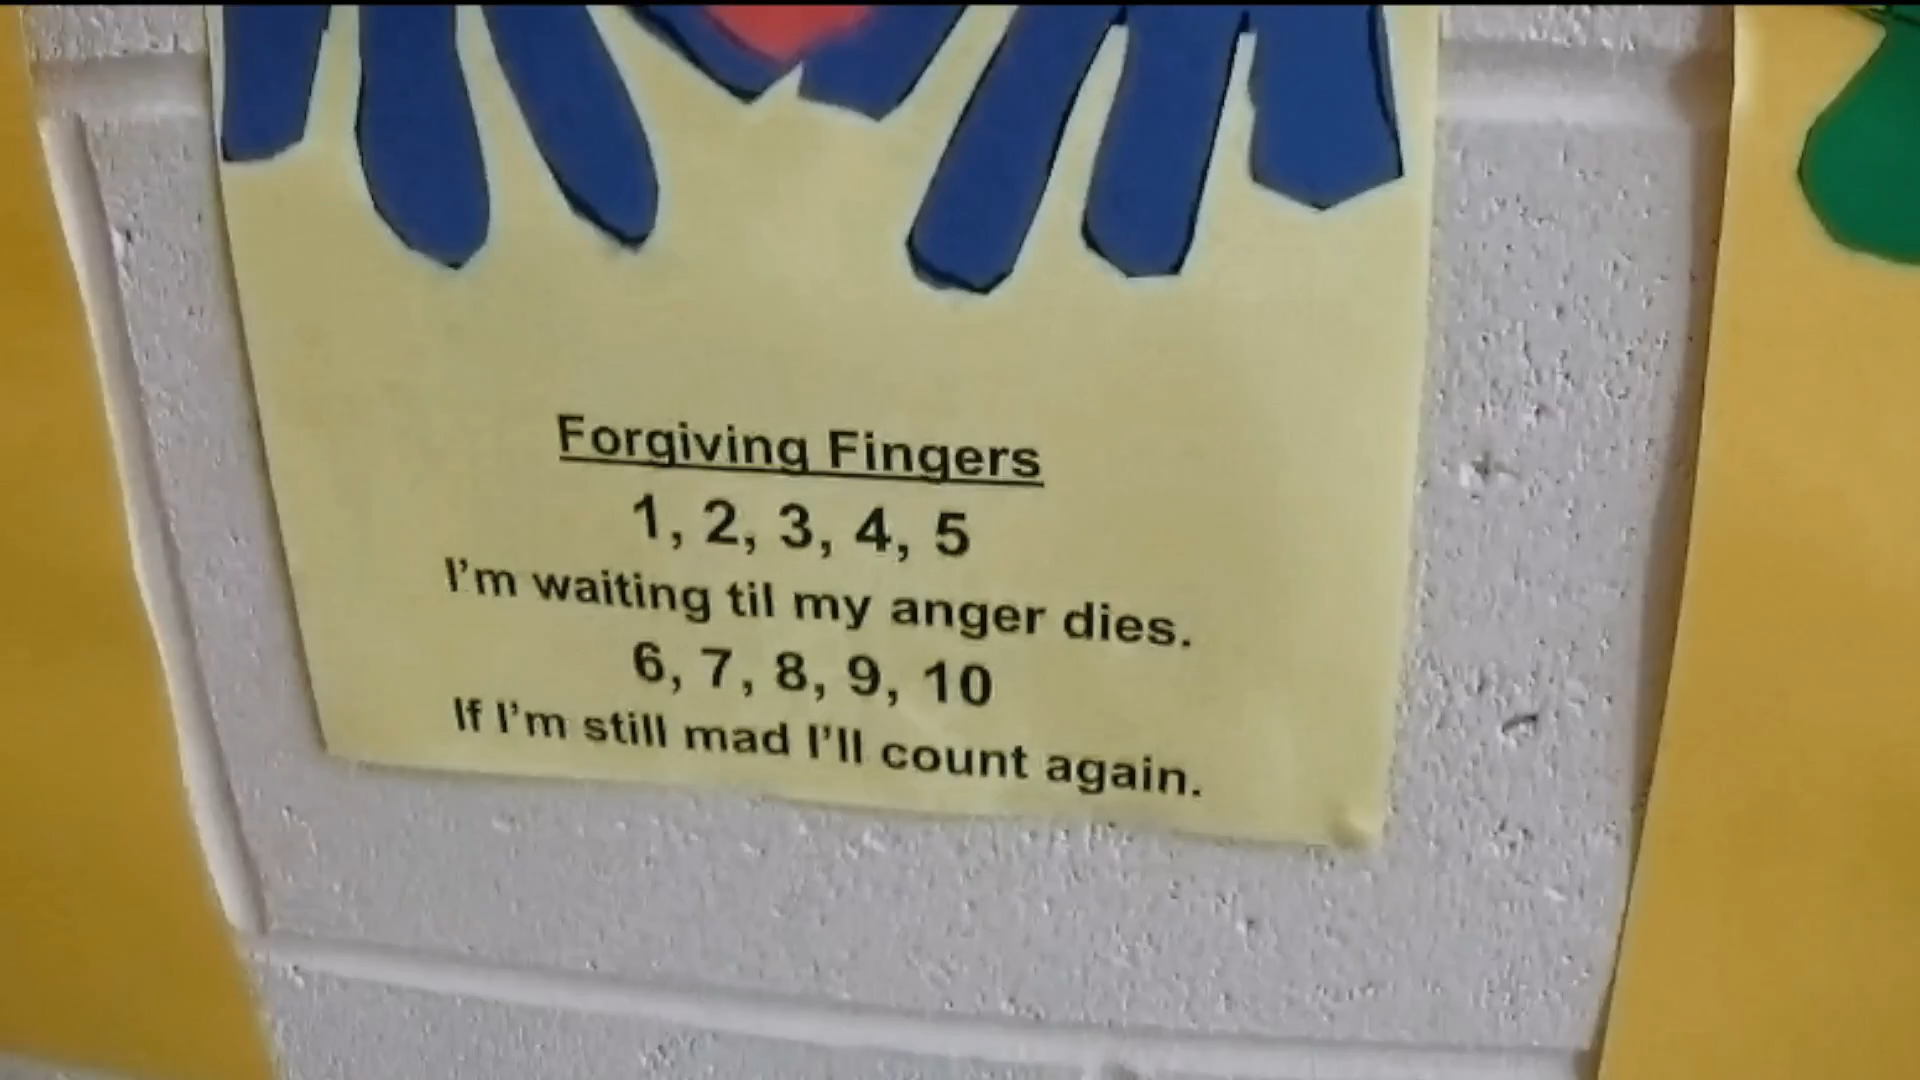 Forgiving Fingers
1, 2, 3, 4, 5
I'm waiting til my anger dies.
6, 7, 8, 9, 10
If I'm still mad I'll count again.